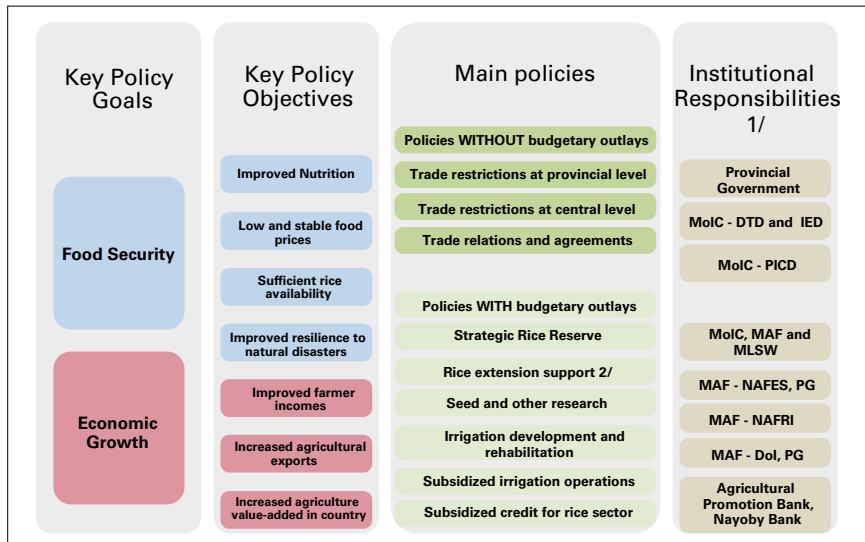 Key Policy
Goals
Food Security
Economic
Growth
Key Policy
Objectives
Improved Nutrition
Low and stable food
prices
Sufficient rice
availability
Improved resilience to
natural disasters
Improved farmer
incomes
Increased agricultural
exports
Increased agriculture
value-added in country
Main policies
Policies WITHOUT budgetary outlays
Trade restrictions at provincial level
Trade restrictions at central level
Trade relations and agreements
Policies WITH budgetary outlays
Strategic Rice Reserve
Rice extension support 2/
Seed and other research
Irrigation development and
rehabilitation
Subsidized irrigation operations
Subsidized credit for rice sector
Institutional
Responsibilities
1/
Provincial
Government
MoIC - DTD and IED
MoIC - PICD
MoIC, MAF and
MLSW
MAF - NAFES, PG
MAF - NAFRI
MAF - DoI, PG
Agricultural
Promotion Bank,
Nayoby Bank